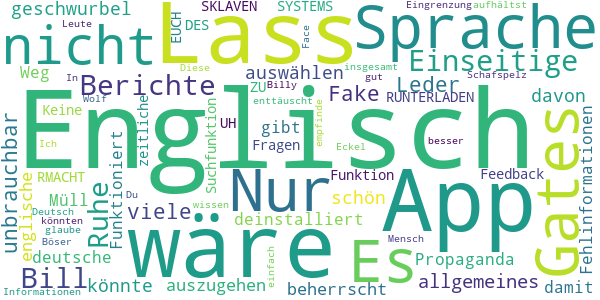 geschwurbel
SKLAVEN
SYSTEMS
Eingrenzung
aufhältst
Leute
EUCH
DES
nicht
Lass
Sprache
Face
Diese
insgesamt
gut
Schafspelz
Weg
In
Billy
Berichte
auswählen
Einseitige
Wolf
ZU
enttäuscht
Fake
Leder
RUNTERLADEN
davon
Keine
zeitliche
Suchfunktion
Englisch
unbrauchbar
Ich
UH
gibt
Fragen
empfinde
Eckel
besser
App
Gates
Fehlinformationen
RMACHT
Du
wissen
Nur
Funktion
Feedback
Müll
Ruhe
Funktioniert
viele
deinstalliert
schön
englische
Deutsch
könnten
glaube
Böser
wäre
Es
Mensch
deutsche
Propaganda
Bill
könnte
auszugehen
einfach
beherrscht
allgemeines
damit
Informationen